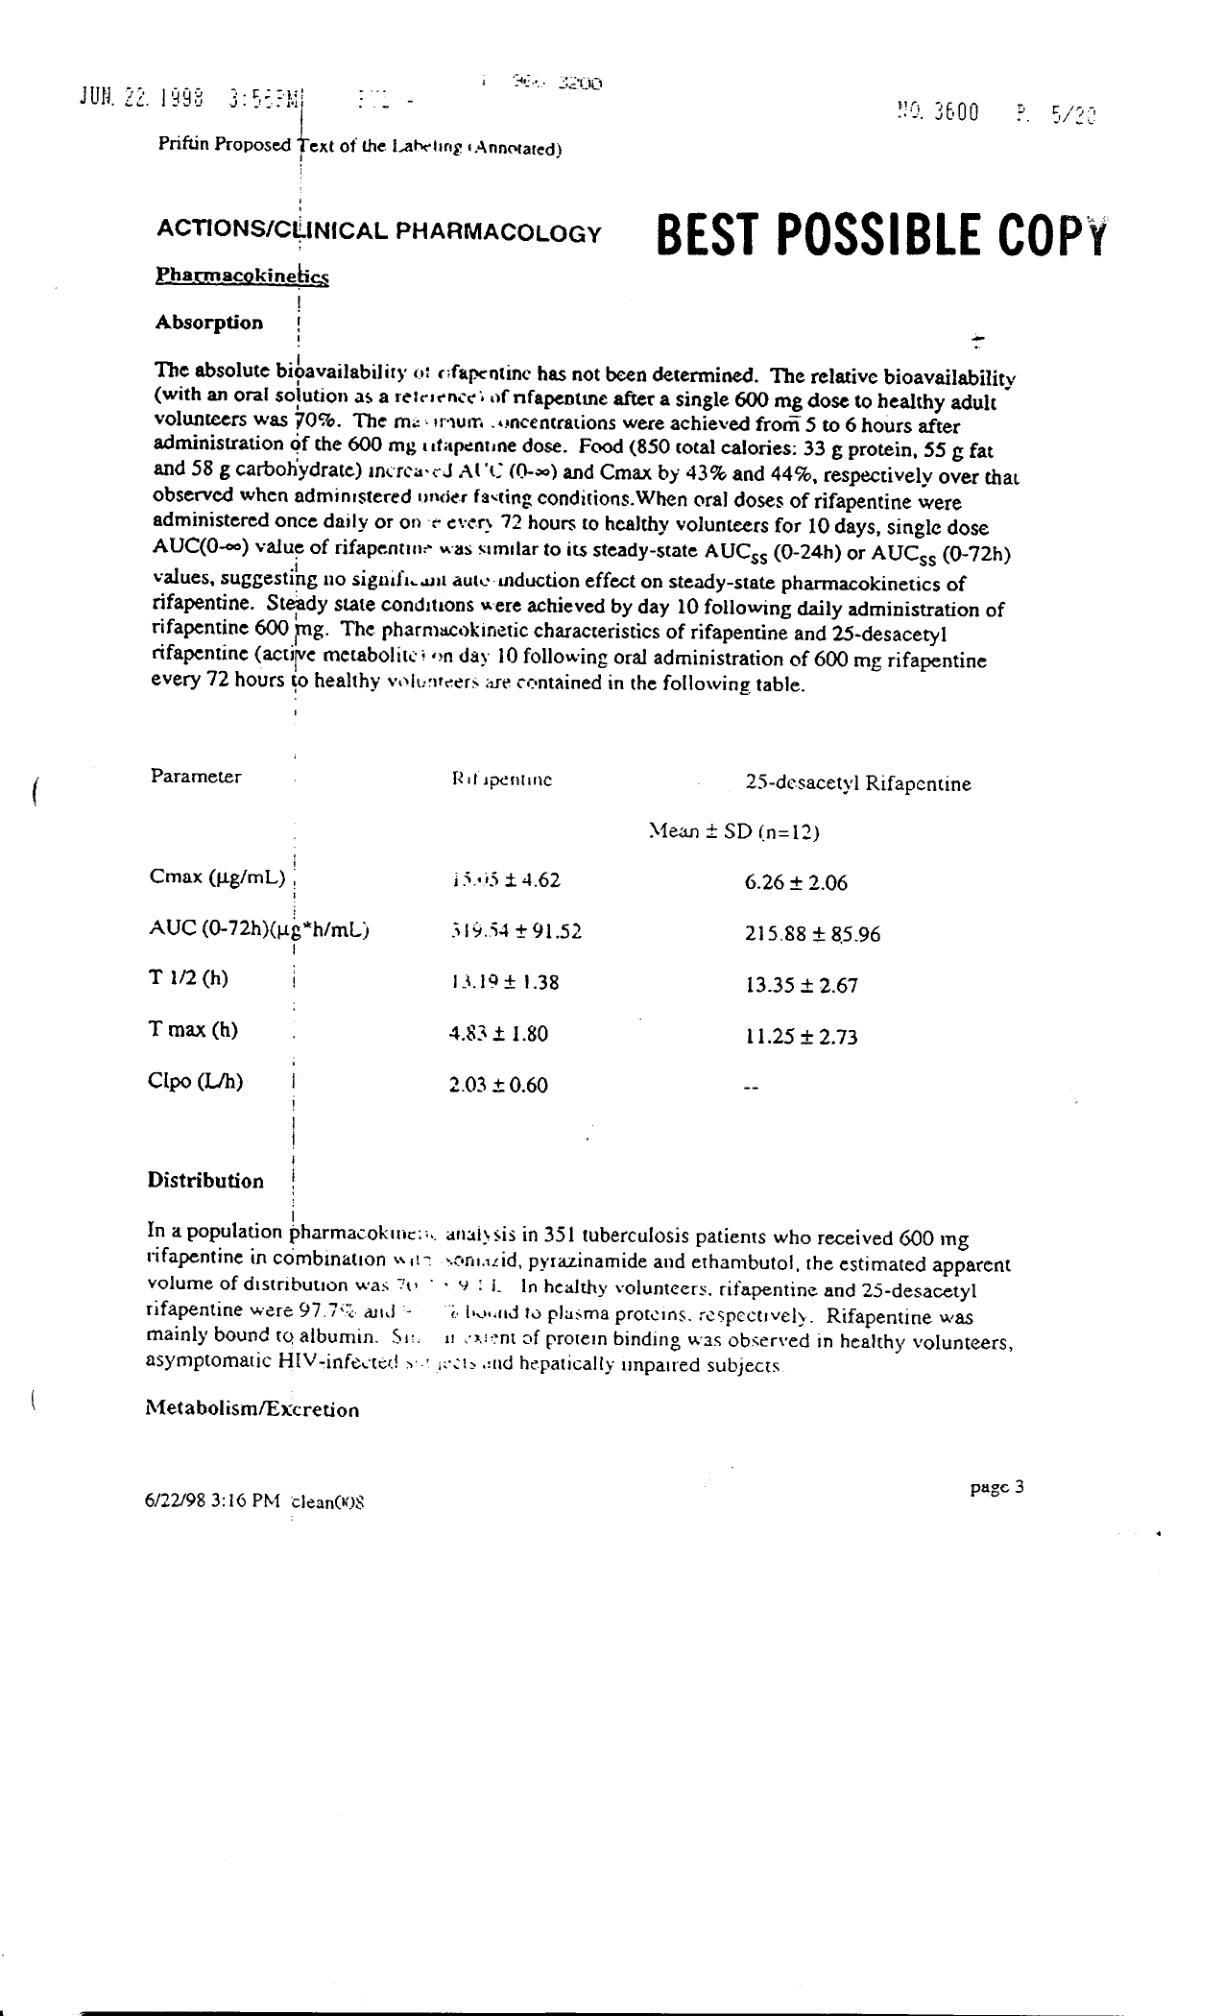 JUN. 22. 1998 3:56PM
3200
NO. 3600 P. 5/20
Priftin Proposed Text of the Labeling (Annotated)
ACTIONS/CLINICAL PHARMACOLOGY
BEST POSSIBLE COPY
Pharmacokinetics
Absorption
The absolute bioavailability of rifapentine has not been determined. The relative bioavailability
(with an oral solution as a reference) of rifapentine after a single 600 mg dose to healthy adult
volunteers was 70%. The maximum concentrations were achieved from 5 to 6 hours after
administration of the 600 mg rifapentine dose. Food (850 total calories: 33 g protein, 55 g fat
and 58 g carbohydrate) increased AUC (0-∞) and Cmax by 43% and 44%, respectively over that
observed when administered under fasting conditions.When oral doses of rifapentine were
administered once daily or once every 72 hours to healthy volunteers for 10 days, single dose
AUC(0-∞) value of rifapentine was similar to its steady-state AUCss (0-24h) or AUCss (0-72h)
values, suggesting no significant auto-induction effect on steady-state pharmacokinetics of
rifapentine. Steady state conditions were achieved by day 10 following daily administration of
rifapentine 600 mg. The pharmacokinetic characteristics of rifapentine and 25-desacetyl
rifapentine (active metabolite) on day 10 following oral administration of 600 mg rifapentine
every 72 hours to healthy volunteers are contained in the following table.
Parameter Rifapentine 25-desacetyl Rifapentine
Mean ± SD (n=12)
Cmax (µg/mL) ± 4.62 6.26 ± 2.06
AUC (0-72h)(µg*h/mL) 319.54 ± 91.52 215.88 ± 85.96
T 1/2 (h) 13.19 ± 1.38 13.35 ± 2.67
T max (h) 4.83 ± 1.80 11.25 ± 2.73
Clpo (L/h) 2.03 ± 0.60 --
Distribution
In a population pharmacokinetic analysis in 351 tuberculosis patients who received 600 mg
rifapentine in combination with isoniazid, pyrazinamide and ethambutol, the estimated apparent
volume of distribution was L. In healthy volunteers, rifapentine and 25-desacetyl
rifapentine were 97.7% and % bound to plasma proteins, respectively. Rifapentine was
mainly bound to albumin. Similar extent of protein binding was observed in healthy volunteers,
asymptomatic HIV-infected subjects and hepatically impaired subjects
Metabolism/Excretion
6/22/98 3:16 PM clean008
page 3